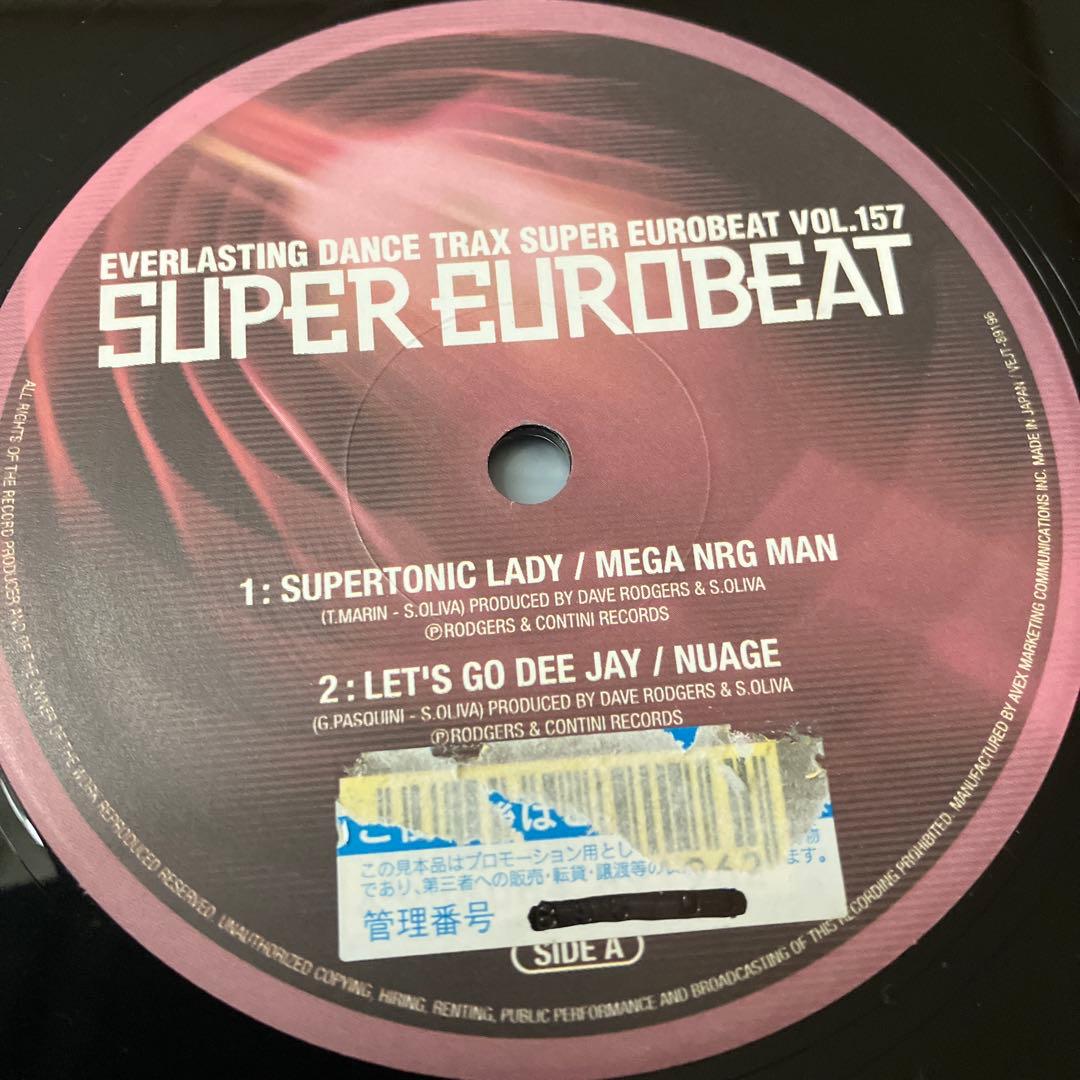 EVERLASTING DANCE TRAX SUPER EUROBEAT VOL.157
SUPER EUROBEAT
1 : SUPERTONIC LADY / MEGA NRG MAN
(T.MARIN - S.OLIVA) PRODUCED BY DAVE RODGERS & S.OLIVA
ⓅRODGERS & CONTINI RECORDS
2 : LET'S GO DEE JAY / NUAGE
(G.PASQUINI - S.OLIVA) PRODUCED BY DAVE RODGERS & S.OLIVA
ⓅRODGERS & CONTINI RECORDS
この見本品はプロモーション用とし
ます。
であり、第三者への販売・転貸・譲渡等の
管理番号
SIDE A
ALL RIGHTS OF THE RECORD PRODUCER AND OF THE OWNER OF THE WORK REPRODUCED RESERVED. UNAUTHORIZED COPYING, HIRING, RENTING, PUBLIC PERFORMANCE AND BROADCASTING OF THIS RECORDING PROHIBITED. MANUFACTURED BY AVEX MARKETING COMMUNICATIONS INC. MADE IN JAPAN / VEJT-89196